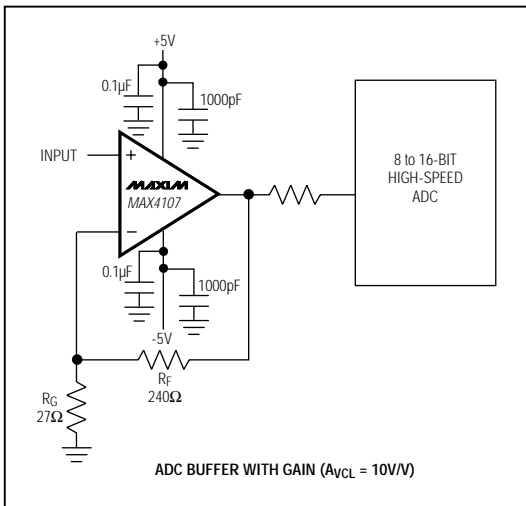 +5V
0.1µF
1000pF
INPUT
+
MAXIM
MAX4107
−
8 to 16-BIT
HIGH-SPEED
ADC
0.1µF
1000pF
-5V
RF
240Ω
RG
27Ω
ADC BUFFER WITH GAIN (AVCL = 10V/V)